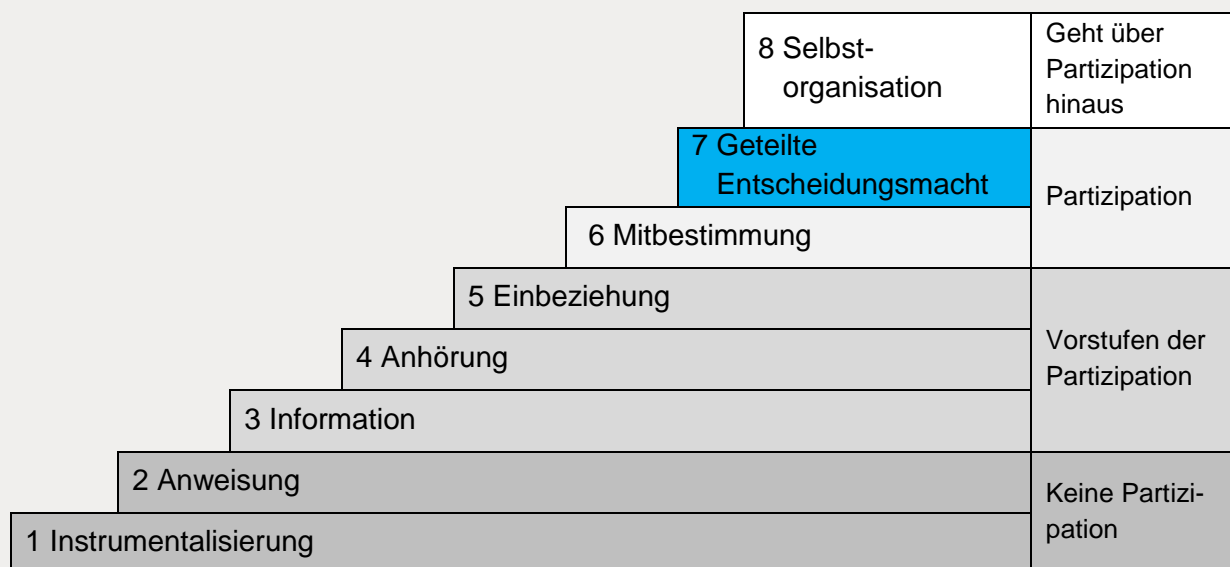 8 Selbst-
organisation
Geht über
Partizipation
hinaus
7 Geteilte
Entscheidungsmacht
Partizipation
6 Mitbestimmung
5 Einbeziehung
4 Anhörung
Vorstufen der
Partizipation
3 Information
2 Anweisung
Keine Partizi-
pation
1 Instrumentalisierung